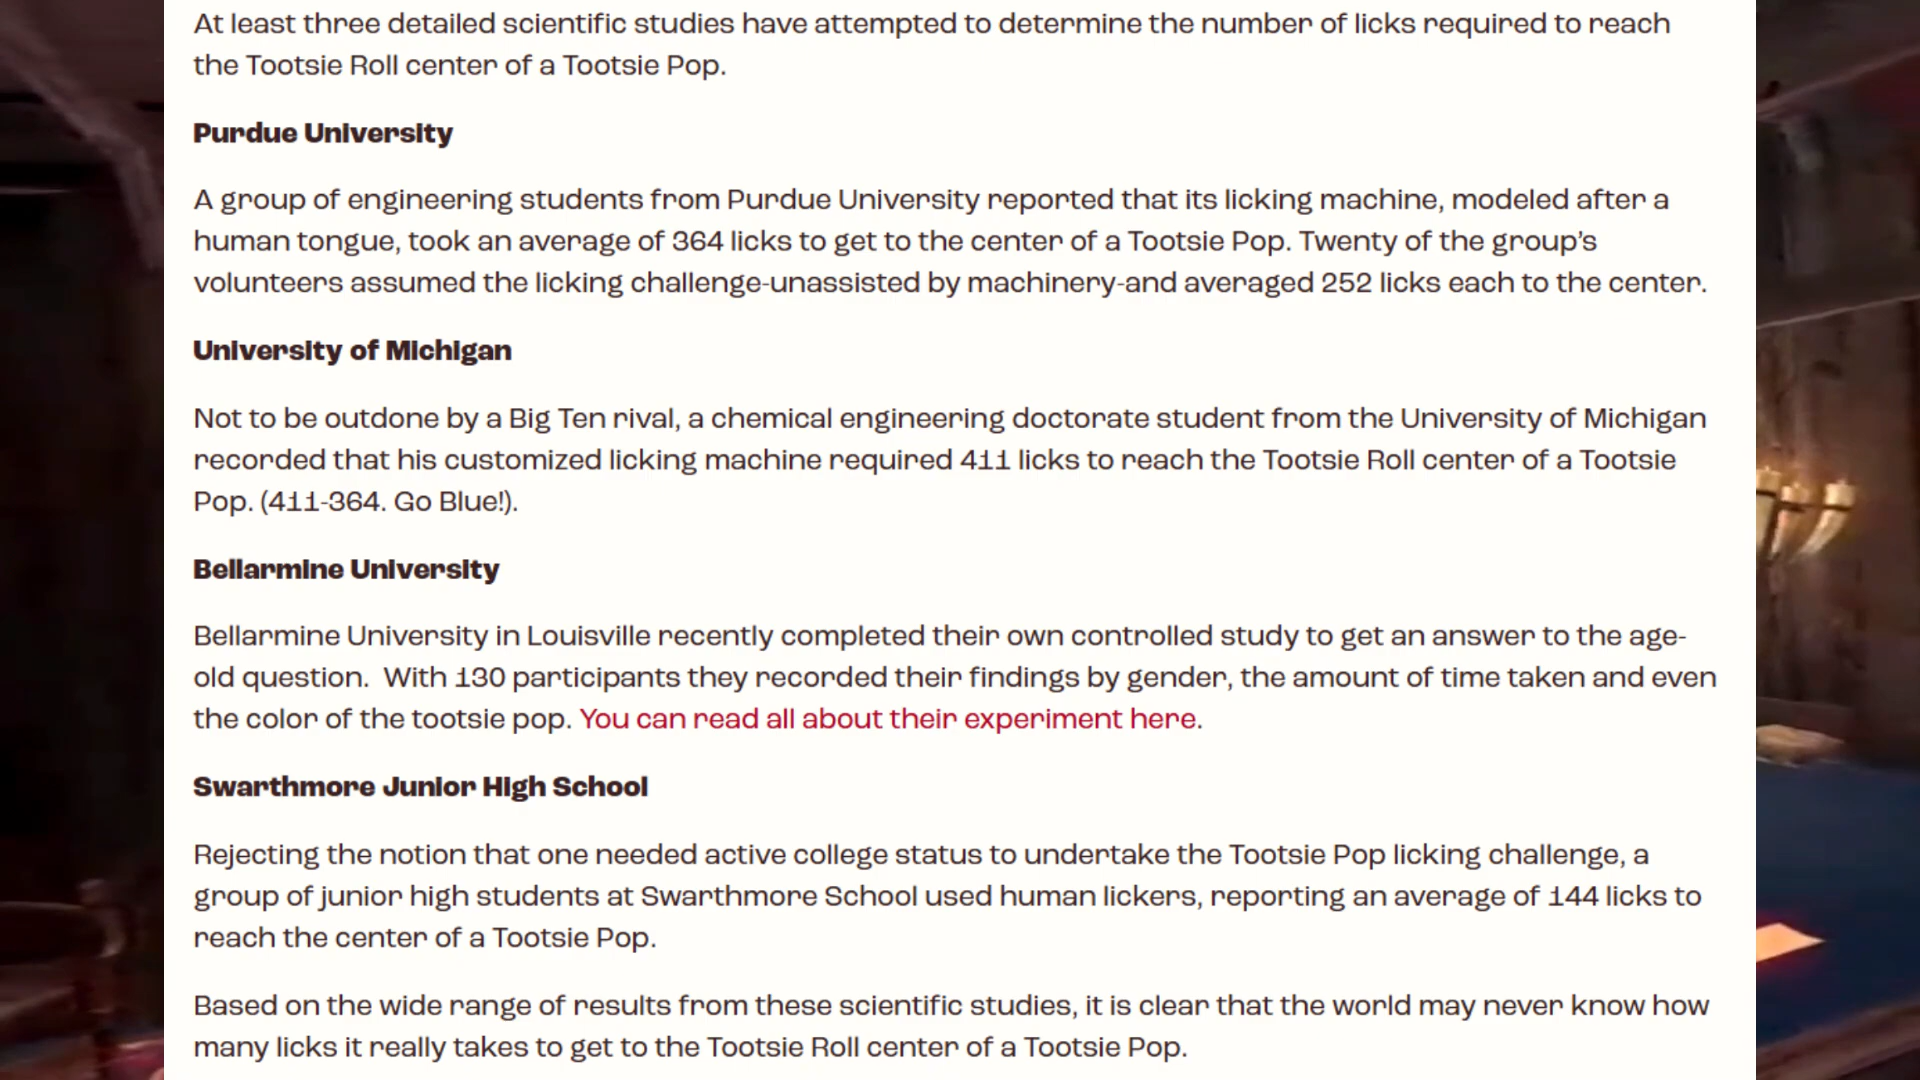 At least three detailed scientific studies have attempted to determine the number of licks required to reach
the Tootsie Roll center of a Tootsie Pop.
Purdue University
A group of engineering students from Purdue University reported that its licking machine, modeled after a
human tongue, took an average of 364 licks to get to the center of a Tootsie Pop. Twenty of the group’s
volunteers assumed the licking challenge-unassisted by machinery-and averaged 252 licks each to the center.
University of Michigan
Not to be outdone by a Big Ten rival, a chemical engineering doctorate student from the University of Michigan
recorded that his customized licking machine required 411 licks to reach the Tootsie Roll center of a Tootsie
Pop. (411-364. Go Blue!).
Bellarmine University
Bellarmine University in Louisville recently completed their own controlled study to get an answer to the age-
old question.  With 130 participants they recorded their findings by gender, the amount of time taken and even
the color of the tootsie pop. You can read all about their experiment here.
Swarthmore Junior High School
Rejecting the notion that one needed active college status to undertake the Tootsie Pop licking challenge, a
group of junior high students at Swarthmore School used human lickers, reporting an average of 144 licks to
reach the center of a Tootsie Pop.
Based on the wide range of results from these scientific studies, it is clear that the world may never know how
many licks it really takes to get to the Tootsie Roll center of a Tootsie Pop.